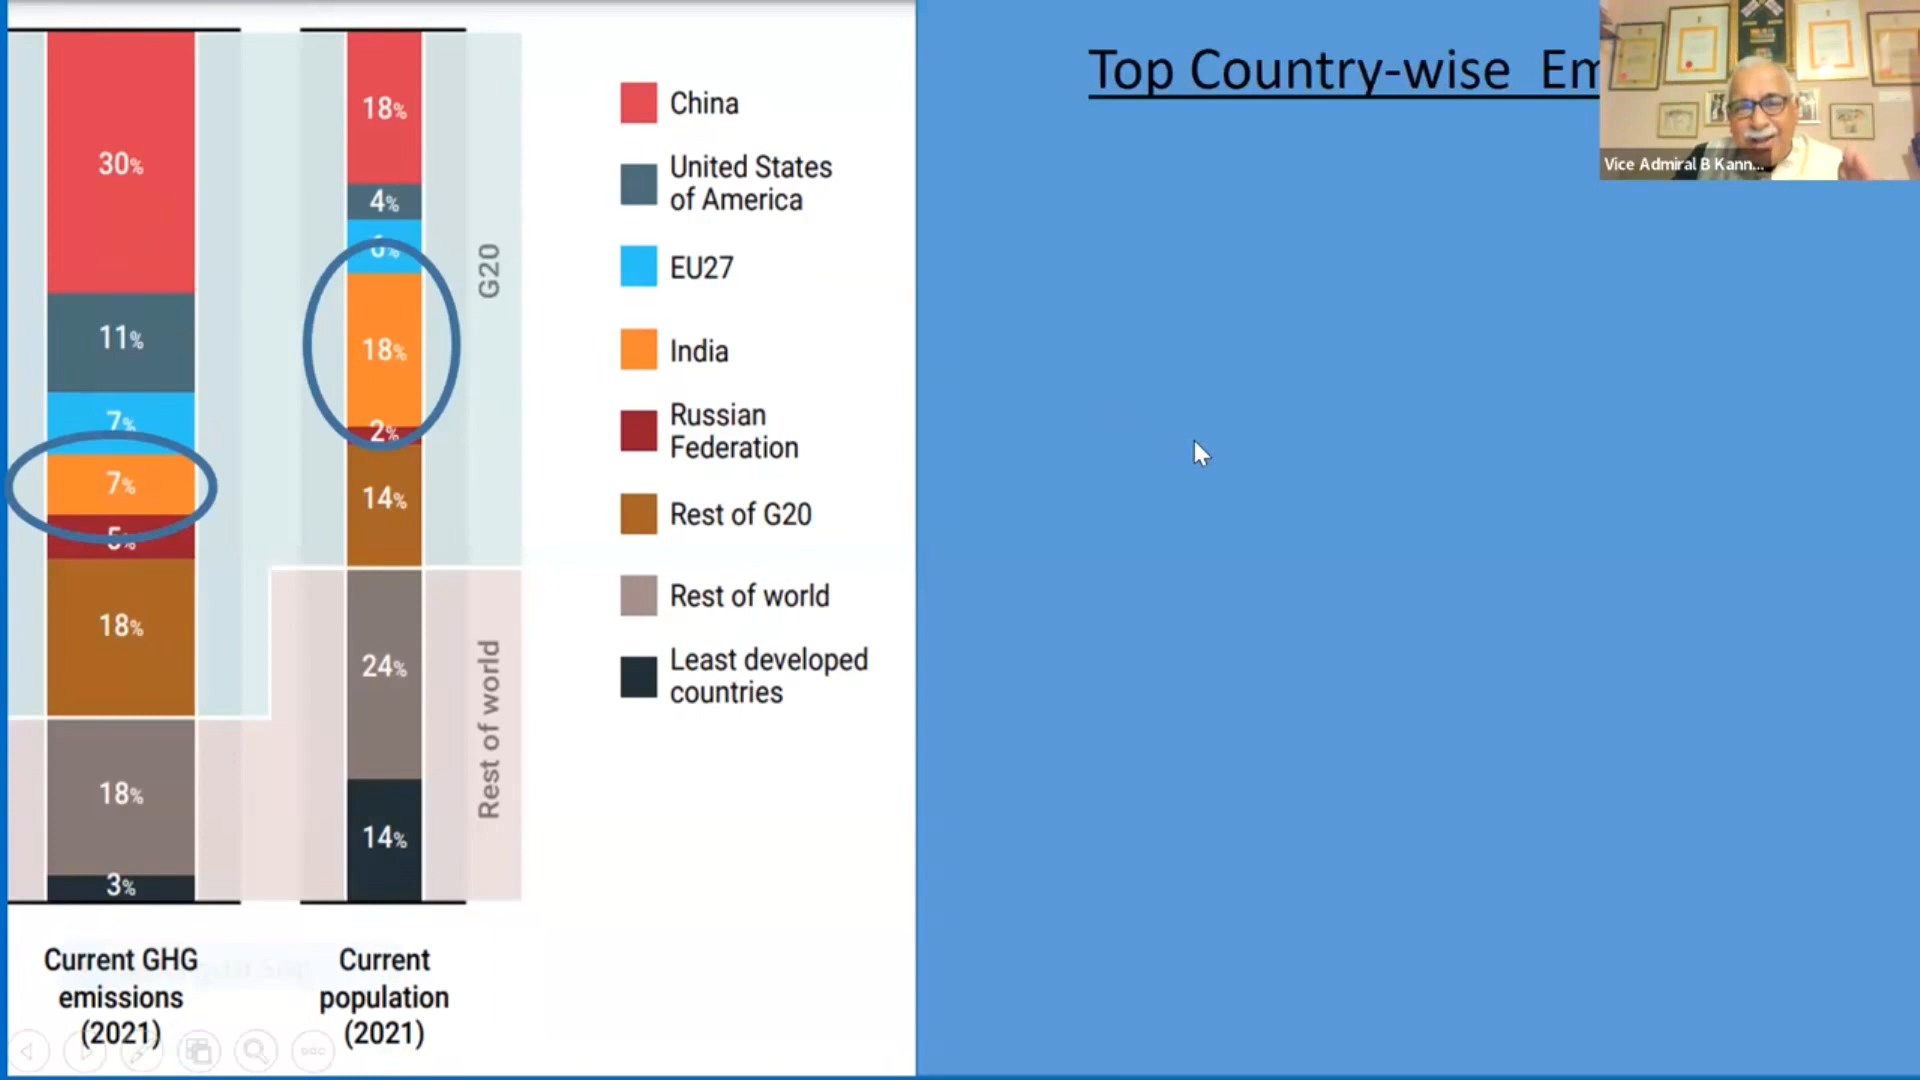 Top Country-wise
Vice Admiral B Kann...
30%
11%
7%
7%
5%
18%
18%
3%
18%
4%
6%
18%
2%
14%
24%
14%
G20
Rest of world
China
United States
of America
EU27
India
Russian
Federation
Rest of G20
Rest of world
Least developed
countries
Current GHG
emissions
(2021)
Current
population
(2021)